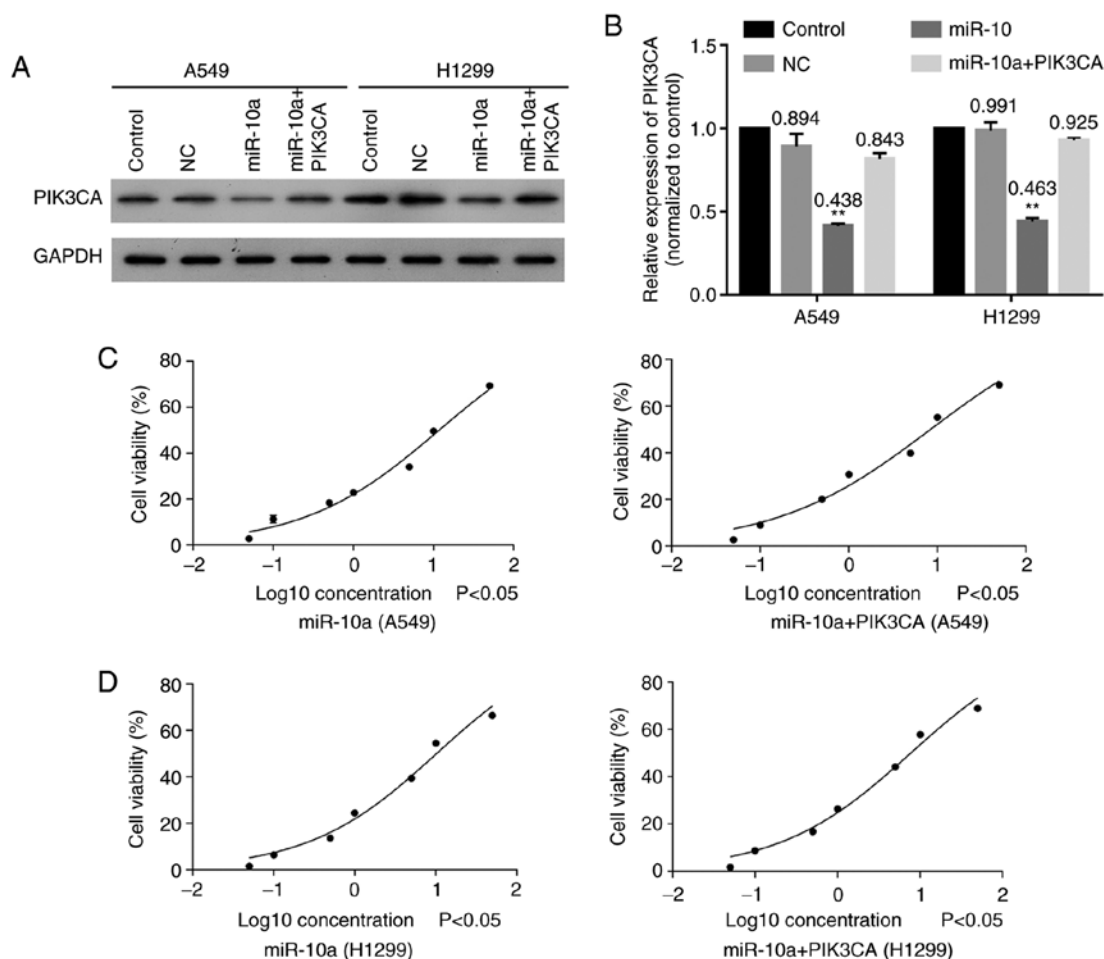 A
A549
H1299
Control
NC
miR-10a
miR-10a+
PIK3CA
Control
NC
miR-10a
miR-10a+
PIK3CA
PIK3CA
GAPDH
B
Control
NC
miR-10
miR-10a+PIK3CA
Relative expression of PIK3CA
(normalized to control)
1.5
1.0
0.5
0.0
0.894
0.438
**
0.843
0.991
0.463
**
0.925
A549
H1299
C
Cell viability (%)
80
60
40
20
0
−2
−1
0
1
2
Log10 concentration P<0.05
miR-10a (A549)
Cell viability (%)
80
60
40
20
0
−2
−1
0
1
2
Log10 concentration P<0.05
miR-10a+PIK3CA (A549)
D
Cell viability (%)
80
60
40
20
0
−2
−1
0
1
2
Log10 concentration P<0.05
miR-10a (H1299)
Cell viability (%)
80
60
40
20
0
−2
−1
0
1
2
Log10 concentration P<0.05
miR-10a+PIK3CA (H1299)